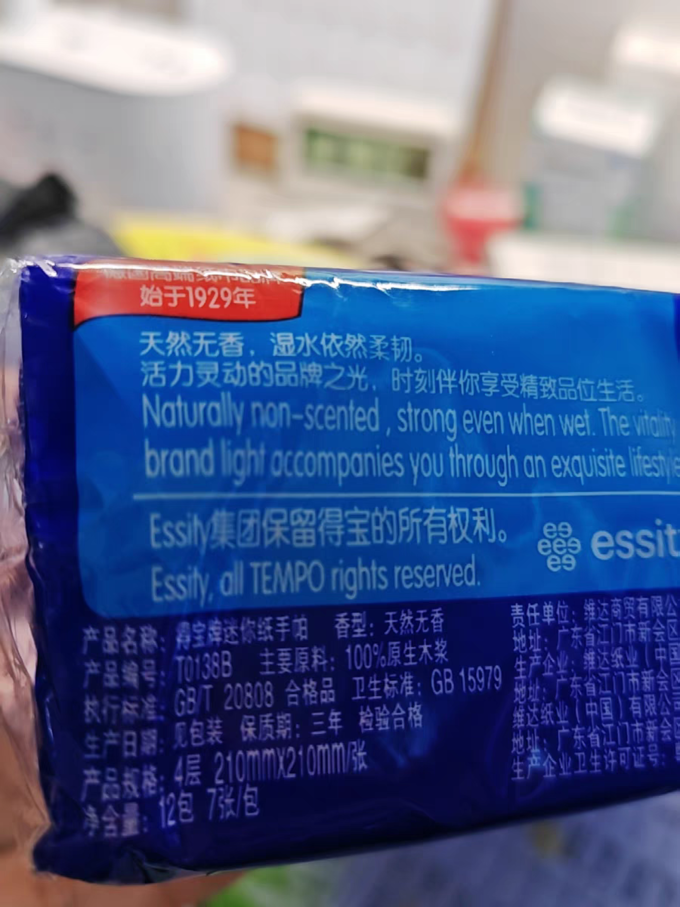 始于1929年
天然无香，湿水依然柔韧。
活力灵动的品牌之光，时刻伴你享受精致品位生活。
Naturally non-scented , strong even when wet. The vitality
brand light accompanies you through an exquisite lifestyle
Essity集团保留得宝的所有权利。
Essity, all TEMPO rights reserved.
essit
产品名称：得宝牌迷你纸手帕 香型：天然无香
产品编号：T0138B 主要原料：100%原生木浆
执行标准：GB/T 20808 合格品 卫生标准：GB 15979
生产日期：见包装 保质期：三年 检验合格
产品规格：4层 210mmX210mm/张
净含量：12包 7张/包
责任单位：维达商贸有限公
地址：广东省江门市新会区
生产企业：维达纸业（中国
地址：广东省江门市新会区
维达纸业（中国）有限公
地址：广东省江门市新会
生产企业卫生许可证号：